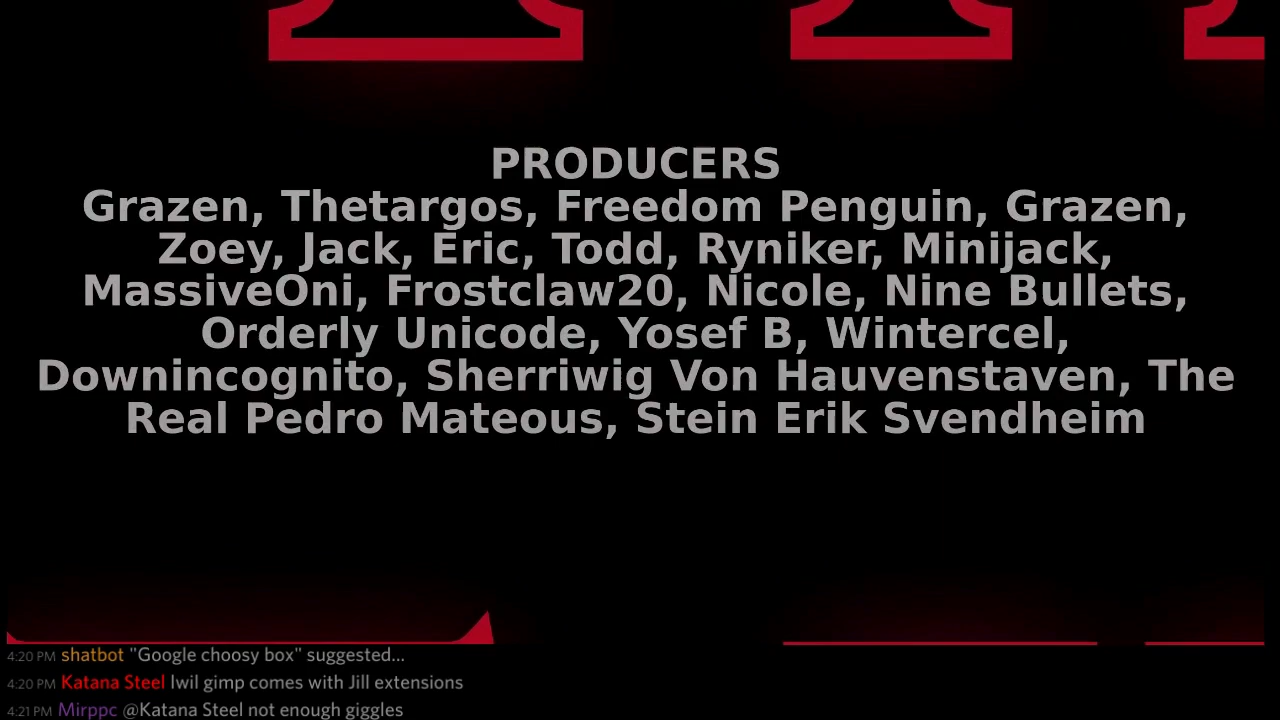 PRODUCERS
Grazen, Thetargos, Freedom Penguin, Grazen,
Zoey, Jack, Eric, Todd, Ryniker, Minijack,
MassiveOni, Frostclaw20, Nicole, Nine Bullets,
Orderly Unicode, Yosef B, Wintercel,
Downincognito, Sherriwig Von Hauvenstaven, The
Real Pedro Mateous, Stein Erik Svendheim
4:20 PM shatbot "Google choosy box" suggested...
4:20 PM Katana Steel lwil gimp comes with Jill extensions
4:21 PM Mirppc @Katana Steel not enough giggles